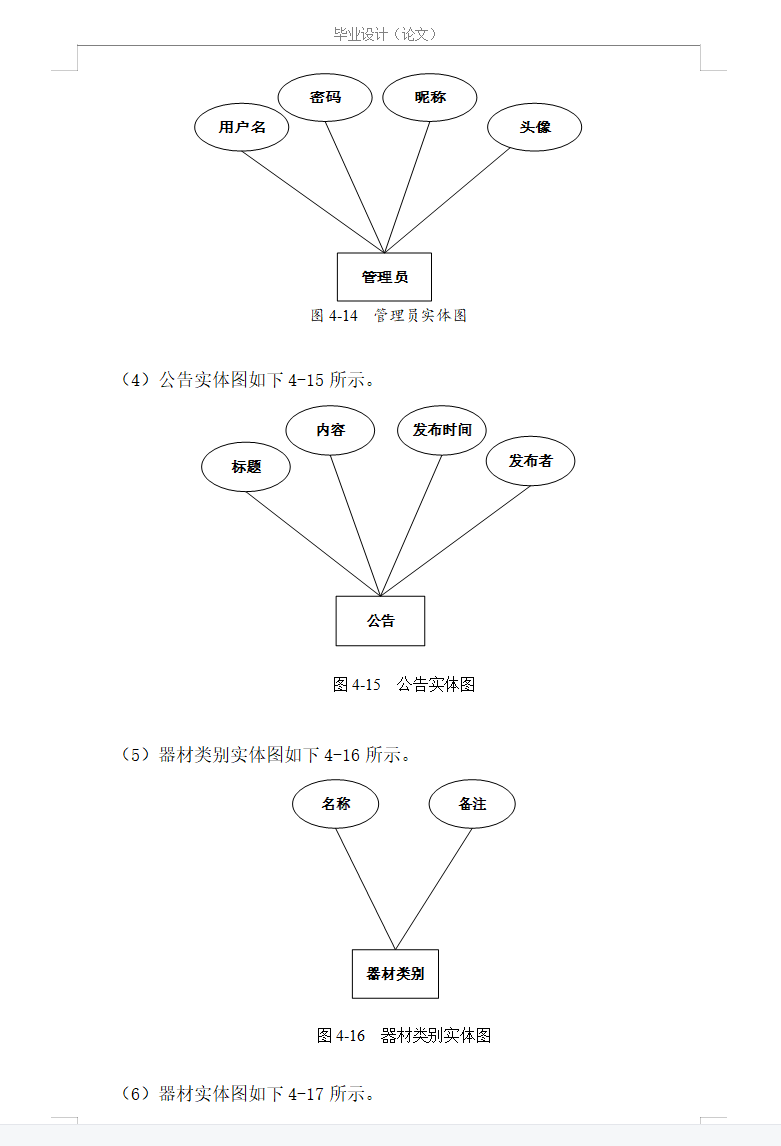 毕业设计（论文）
密码
昵称
用户名
头像
管理员
图 4-14 管理员实体图
（4）公告实体图如下 4-15 所示。
内容
发布时间
标题
发布者
公告
图 4-15 公告实体图
（5）器材类别实体图如下 4-16 所示。
名称
备注
器材类别
图 4-16 器材类别实体图
（6）器材实体图如下 4-17 所示。